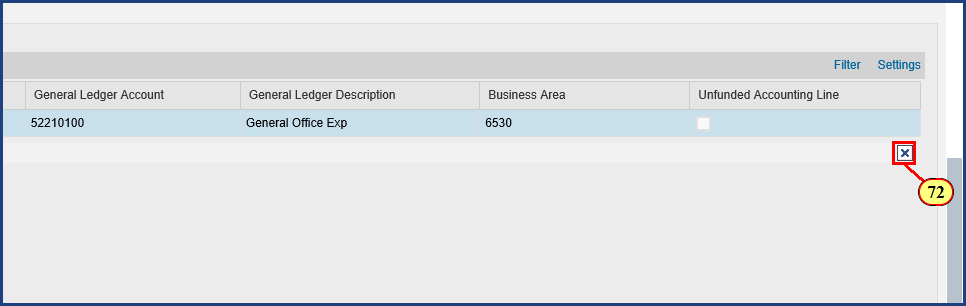 Filter Settings
General Ledger Account General Ledger Description Business Area Unfunded Accounting Line
52210100 General Office Exp 6530
72